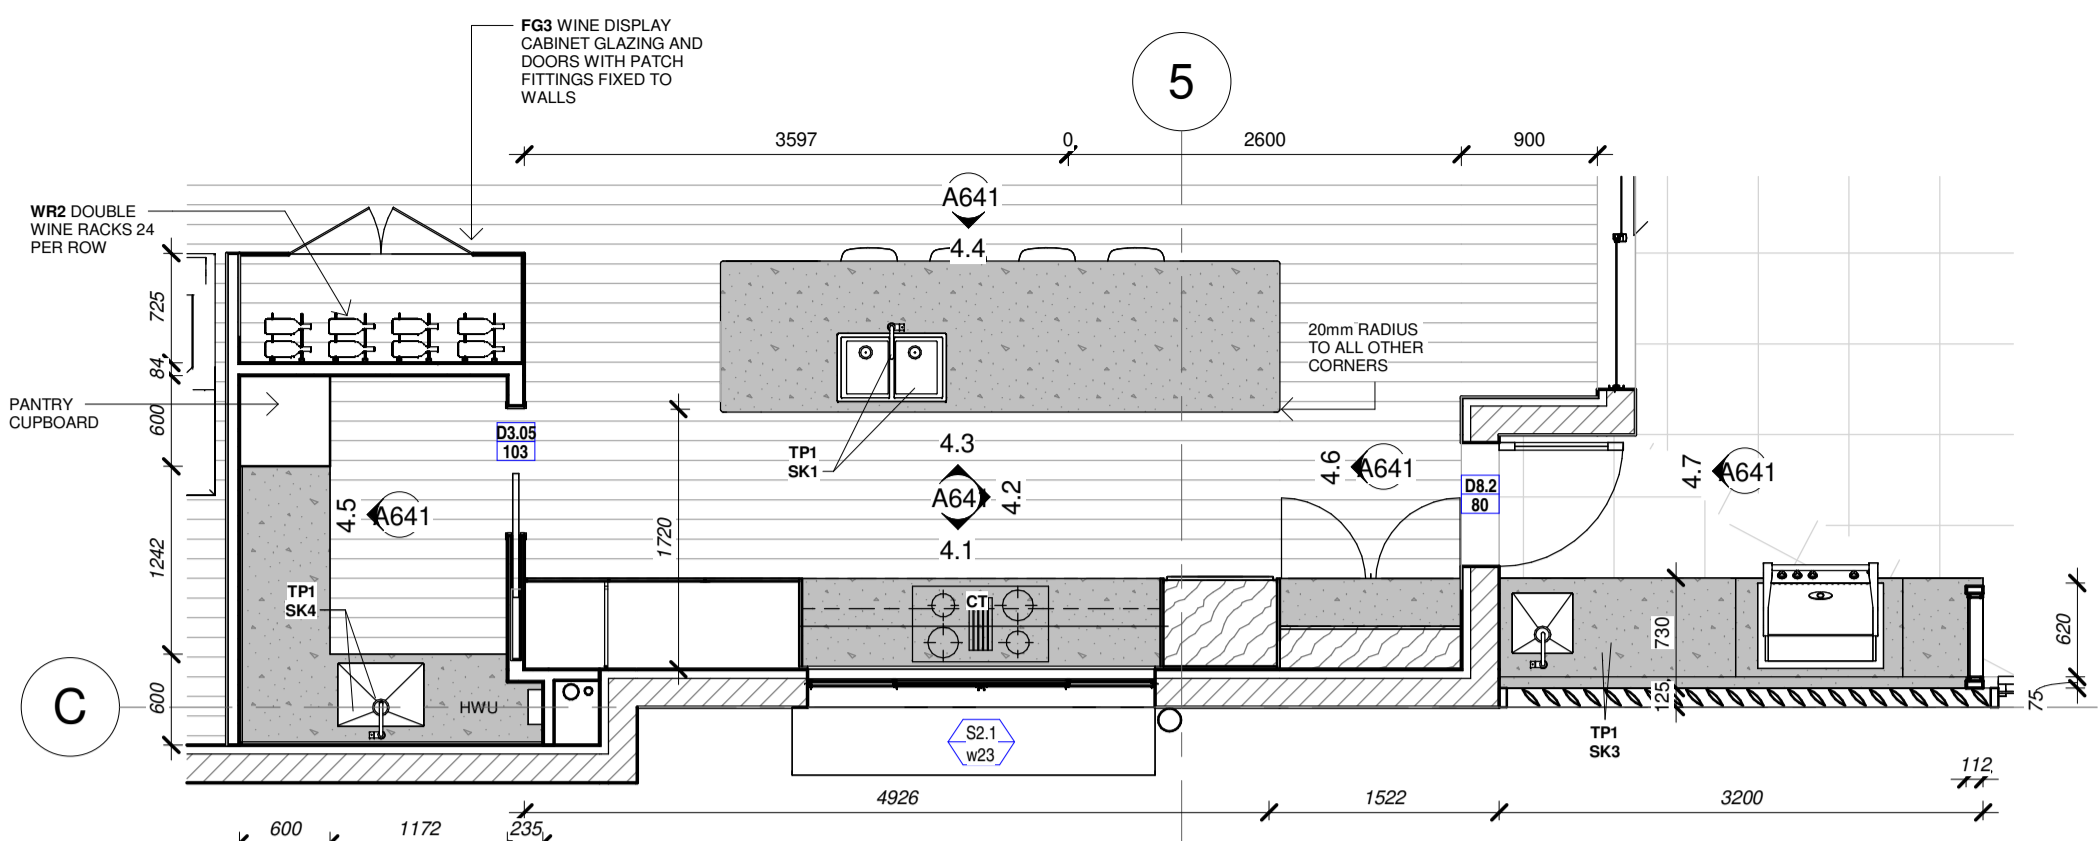 FG3 WINE DISPLAY
CABINET GLAZING AND
DOORS WITH PATCH
FITTINGS FIXED TO
WALLS
5
3597
0,
2600
900
A641
4.4
WR2 DOUBLE
WINE RACKS 24
PER ROW
725
84,
600
1242
600
PANTRY
CUPBOARD
20mm RADIUS
TO ALL OTHER
CORNERS
D3.05
103
TP1
SK1
4.3
A641
4.2
4.1
4.6
A641
D8.2
80
4.7
A641
4.5
A641
1720
TP1
SK4
CT
730
125,
620
75
C
HWU
S2.1
w23
TP1
SK3
112,
4926
1522
3200
600
1172
235